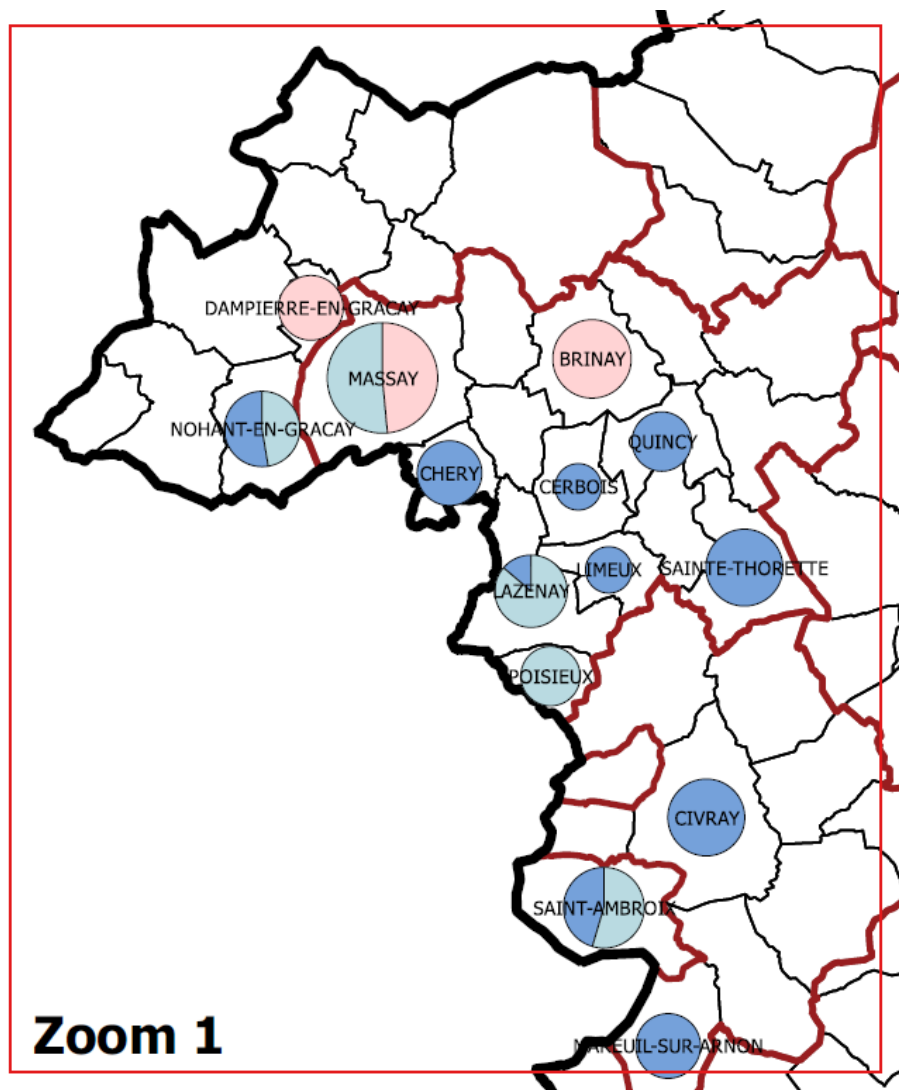 DAMPIERRE-EN-GRACAY
BRINAY
MASSAY
NOHANT-EN-GRACAY
QUINCY
CHERY
CERBOIS
LIMEUX
SAINTE-THORETTE
LAZENAY
POISIEUX
CIVRAY
SAINT-AMBROIX
Zoom 1
MAREUIL-SUR-ARNON